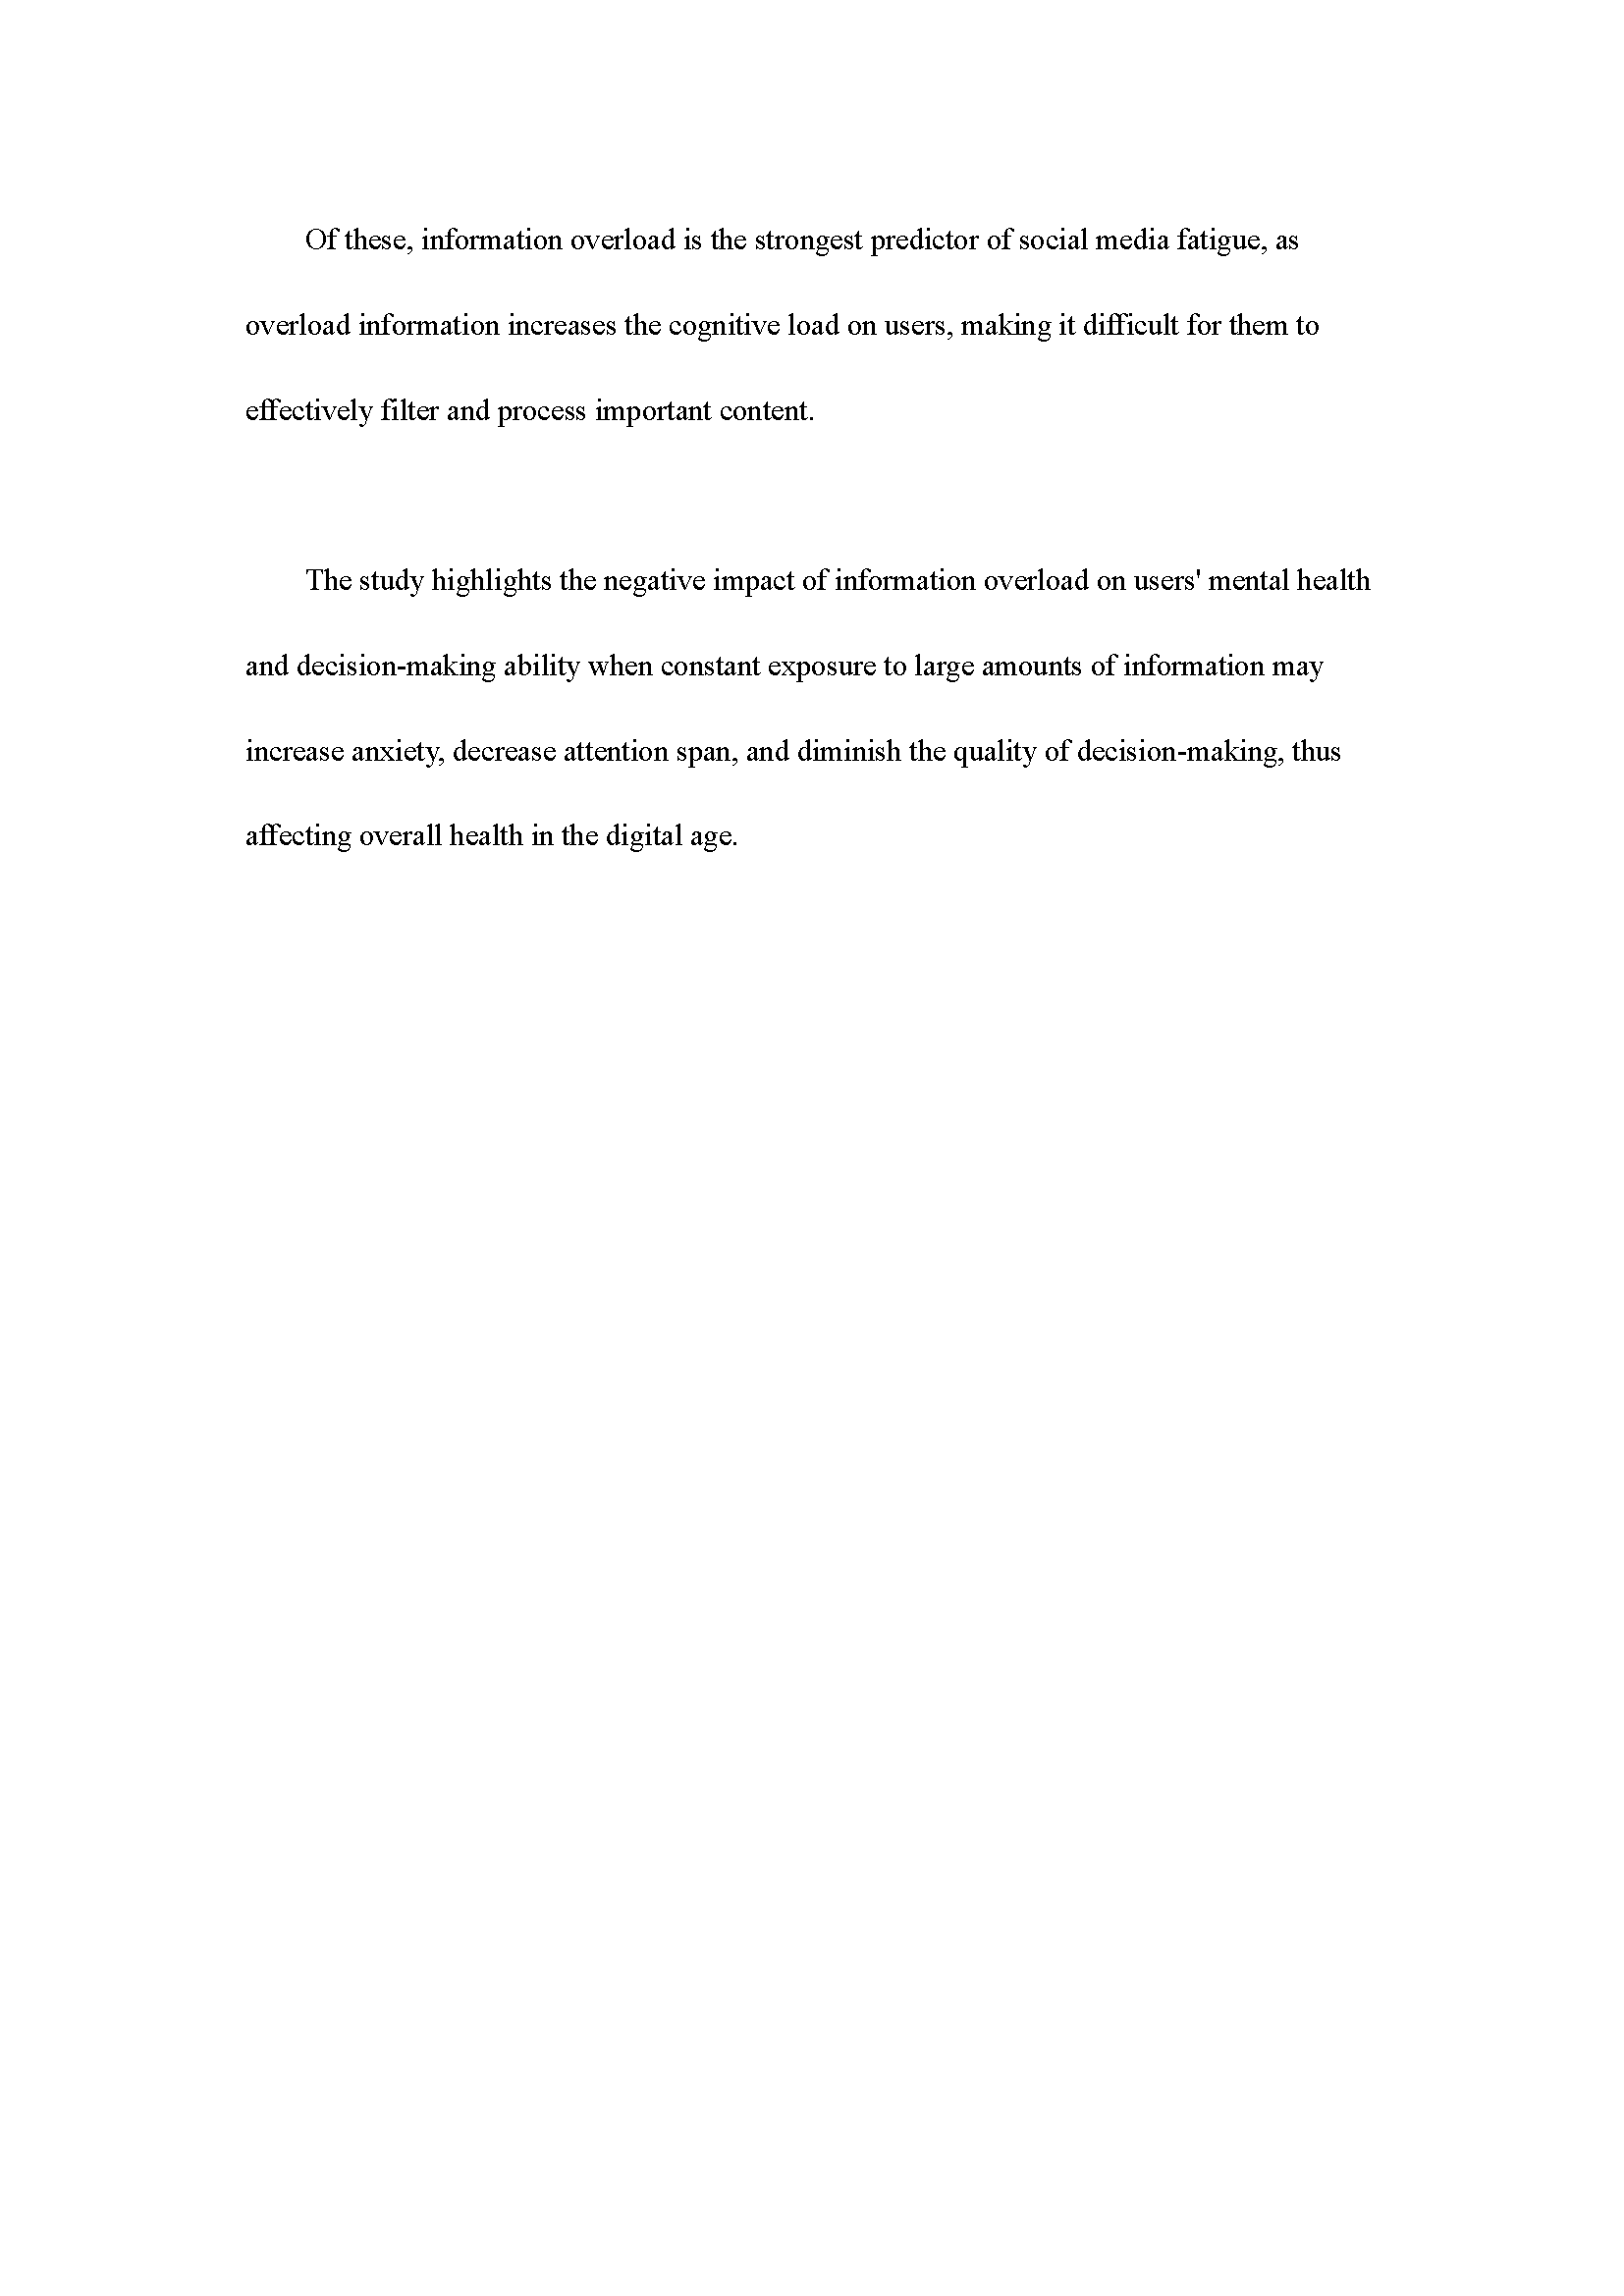 Of these, information overload is the strongest predictor of social media fatigue, as
overload information increases the cognitive load on users, making it difficult for them to
effectively filter and process important content.
The study highlights the negative impact of information overload on users' mental health
and decision-making ability when constant exposure to large amounts of information may
increase anxiety, decrease attention span, and diminish the quality of decision-making, thus
affecting overall health in the digital age.